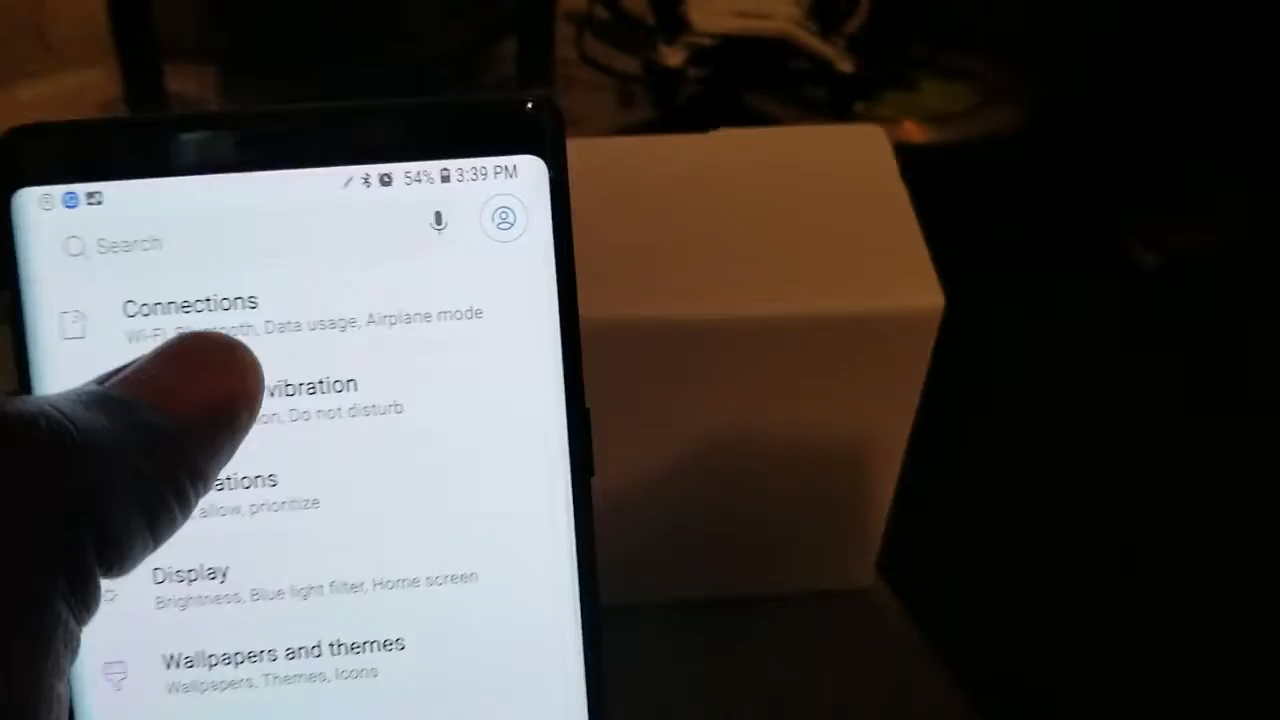 54% 3:39 PM
Search
Connections
Wi-Fi, Bluetooth, Data usage, Airplane mode
vibration
Do not disturb
allow, prioritize
Display
Brightness, Blue light filter, Home screen
Wallpapers and themes
Wallpapers, Themes, Icons